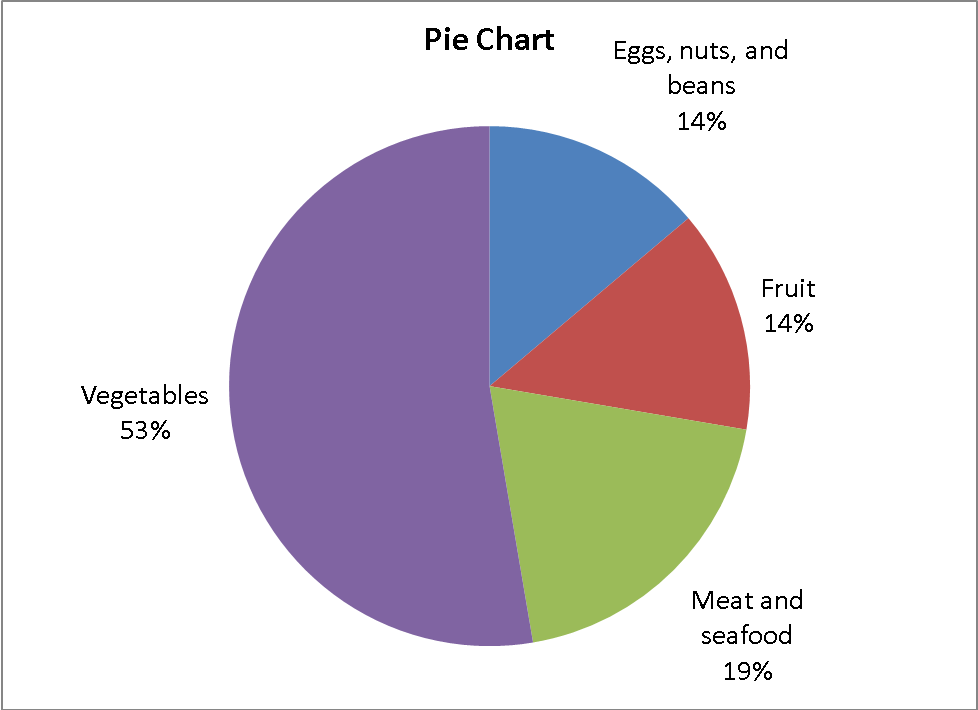 Pie Chart
Eggs, nuts, and
beans
14%
Fruit
14%
Meat and
seafood
19%
Vegetables
53%